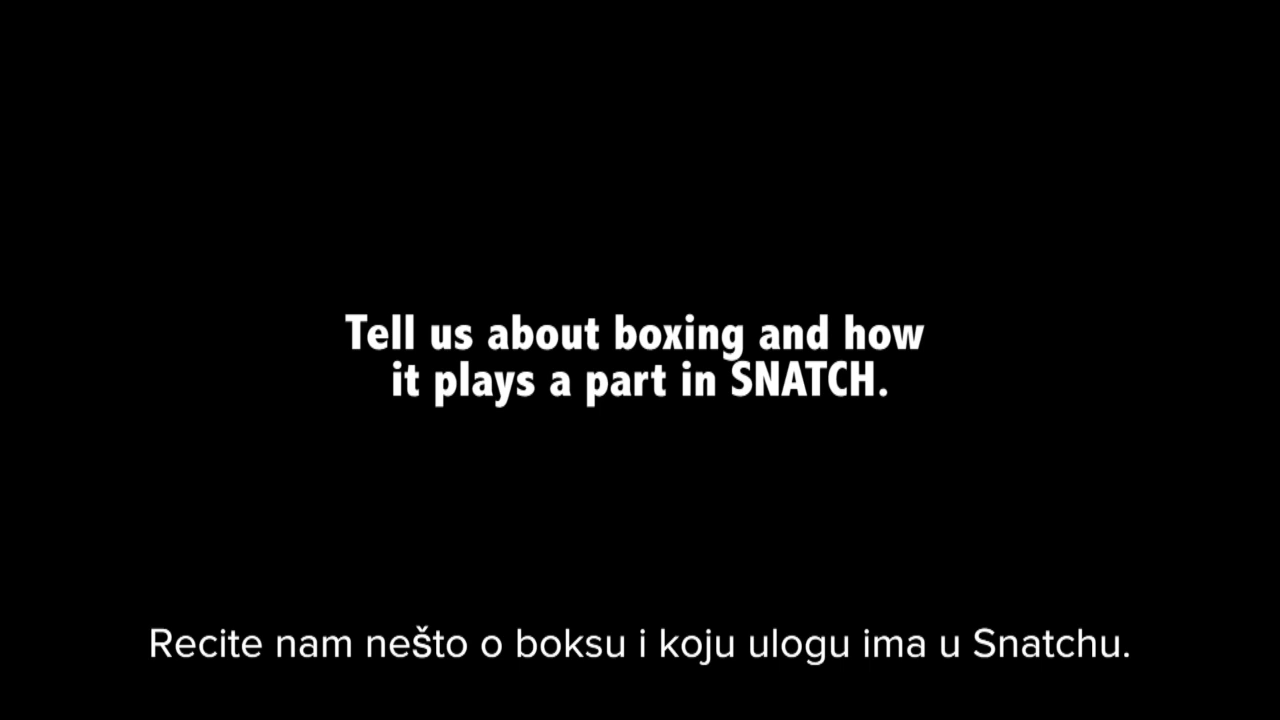 Tell us about boxing and how
it plays a part in SNATCH.
Recite nam nešto o boksu i koju ulogu ima u Snatchu.